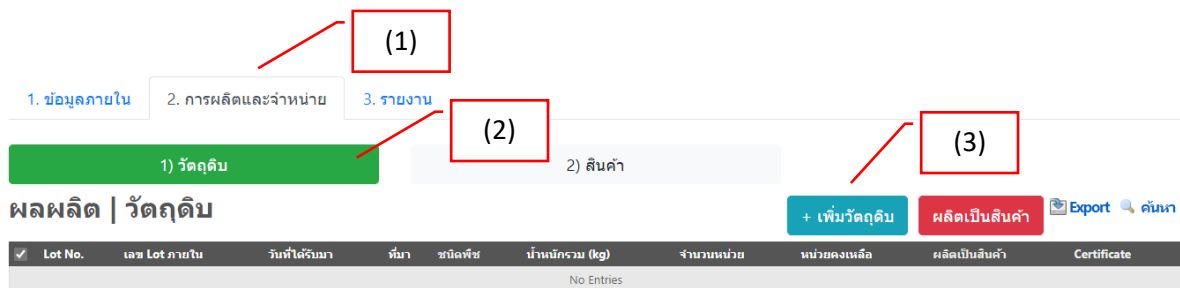 (1)
1. ข้อมูลภายใน 2. การผลิตและจำหน่าย 3. รายงาน
(2)
(3)
1) วัตถุดิบ 2) สินค้า
ผลผลิต | วัตถุดิบ + เพิ่มวัตถุดิบ ผลิตเป็นสินค้า Export ค้นหา
Lot No. เลข Lot ภายใน วันที่ได้รับมา ที่มา ชนิดพืช น้ำหนักรวม (kg) จำนวนหน่วย หน่วยคงเหลือ ผลิตเป็นสินค้า Certificate
No Entries